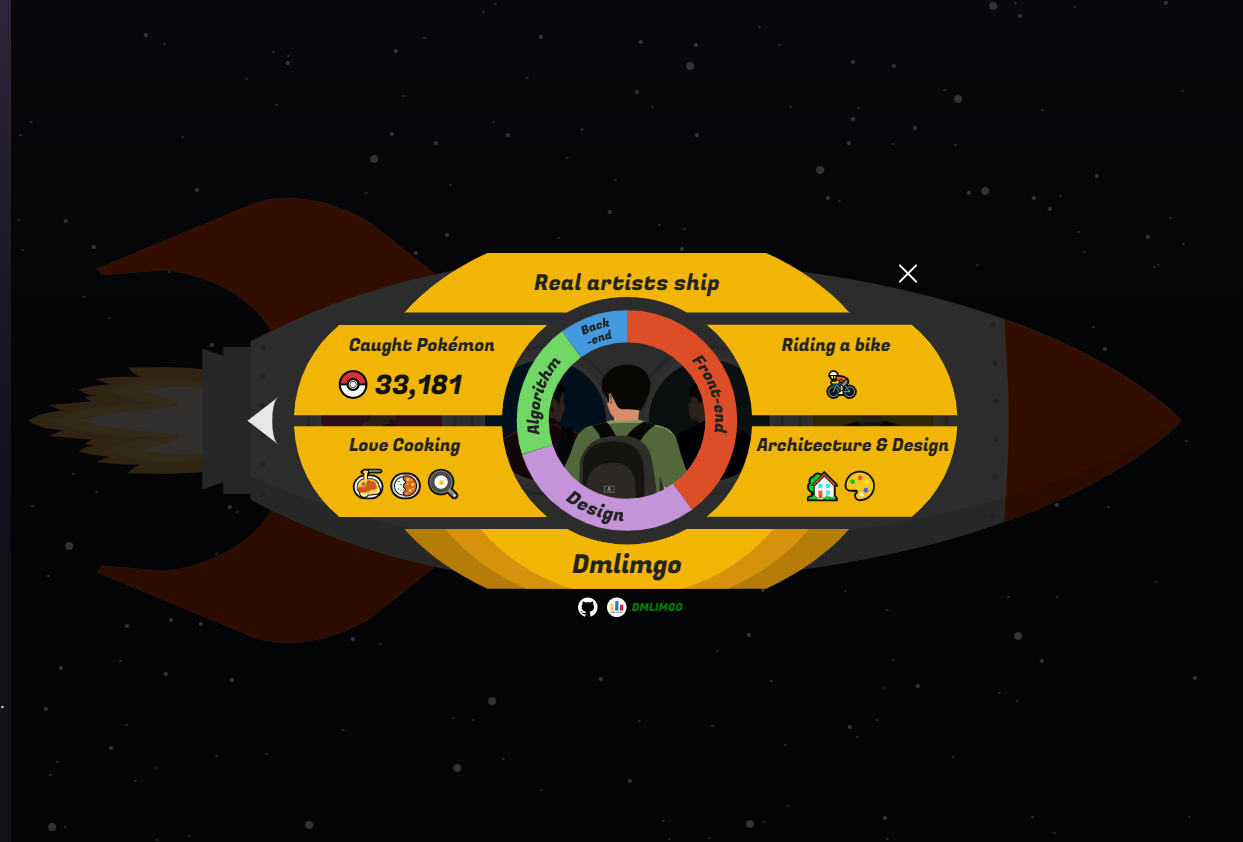 Real artists ship
Caught Pokémon
33,181
Riding a bike
Love Cooking
Architecture & Design
Back
-end
Front-end
Algorithm
Design
Dmlimgo
DMLIMGO